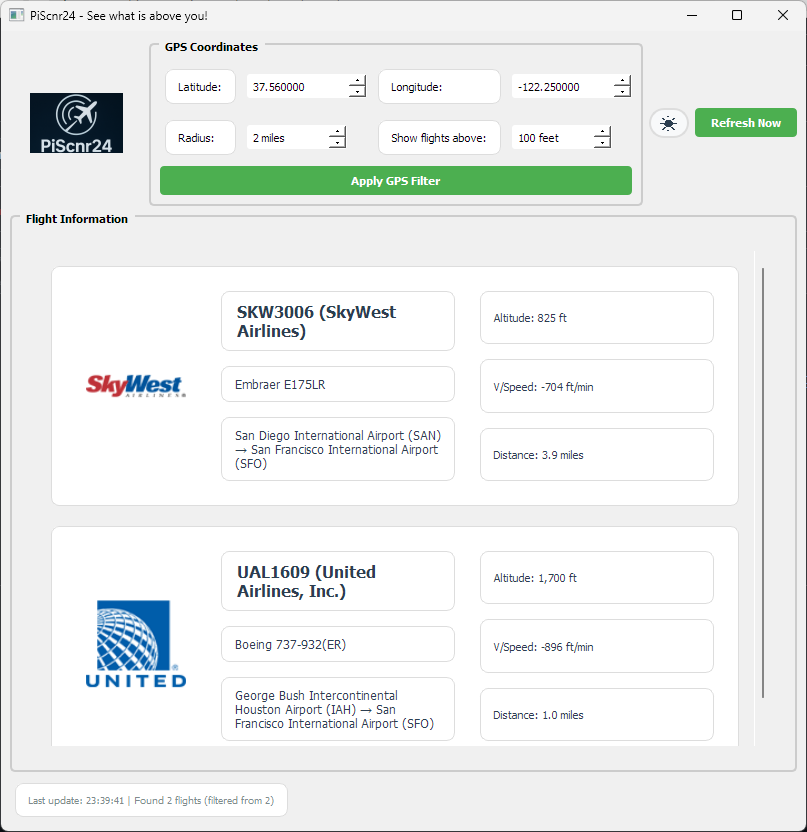 PiScnr24 - See what is above you!
GPS Coordinates
PiScnr24
Latitude: 37.560000 Longitude: -122.250000
Radius: 2 miles Show flights above: 100 feet
Refresh Now
Apply GPS Filter
Flight Information
SkyWest
AIRLINES®
SKW3006 (SkyWest
Airlines)
Embraer E175LR
San Diego International Airport (SAN)
→ San Francisco International Airport
(SFO)
Altitude: 825 ft
V/Speed: -704 ft/min
Distance: 3.9 miles
UNITED
®
UAL1609 (United
Airlines, Inc.)
Boeing 737-932(ER)
George Bush Intercontinental
Houston Airport (IAH) → San
Francisco International Airport (SFO)
Altitude: 1,700 ft
V/Speed: -896 ft/min
Distance: 1.0 miles
Last update: 23:39:41 | Found 2 flights (filtered from 2)